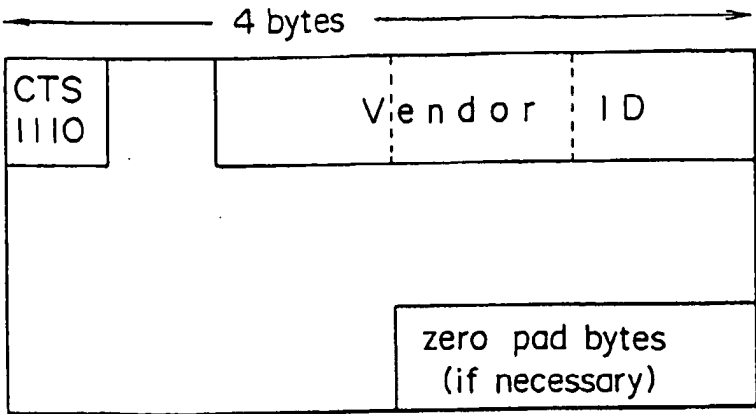 4 bytes
CTS
1110
Vendor ID
zero pad bytes
(if necessary)